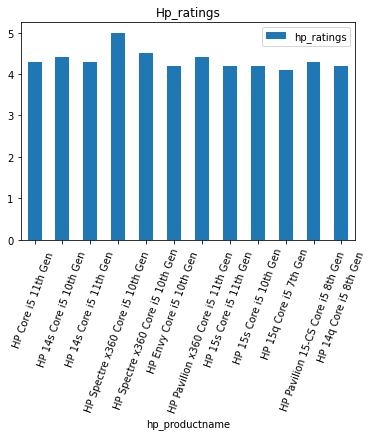 Hp_ratings
hp_ratings
5
4
3
2
1
0
HP Core i5 11th Gen
HP 14s Core i5 10th Gen
HP 14s Core i5 11th Gen
HP Spectre x360 Core i5 10th Gen
HP Spectre x360 Core i5 10th Gen
HP Envy Core i5 10th Gen
HP Pavilion x360 Core i5 11th Gen
HP 15s Core i5 11th Gen
HP 15s Core i5 10th Gen
HP 15q Core i5 7th Gen
HP Pavilion 15-CS Core i5 8th Gen
HP 14q Core i5 8th Gen
hp_productname